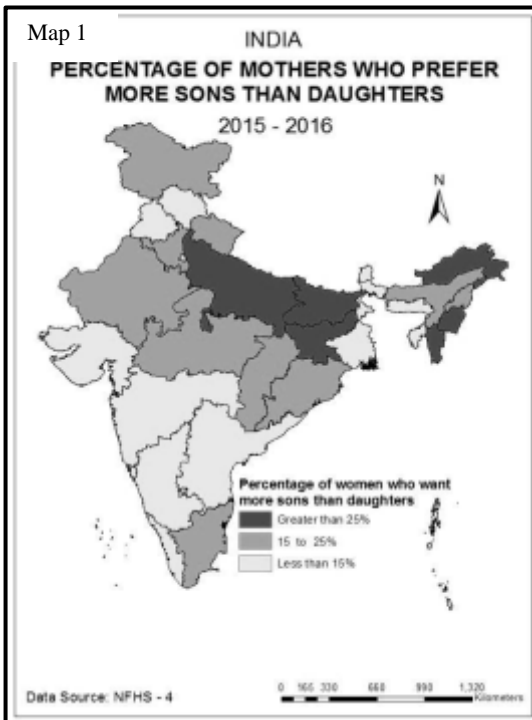 Map 1
INDIA
PERCENTAGE OF MOTHERS WHO PREFER
MORE SONS THAN DAUGHTERS
2015 - 2016
N
Percentage of women who want
more sons than daughters
Greater than 25%
15 to 25%
Less than 15%
Data Source: NFHS - 4
0 165 330 660 990 1,320
Kilometers